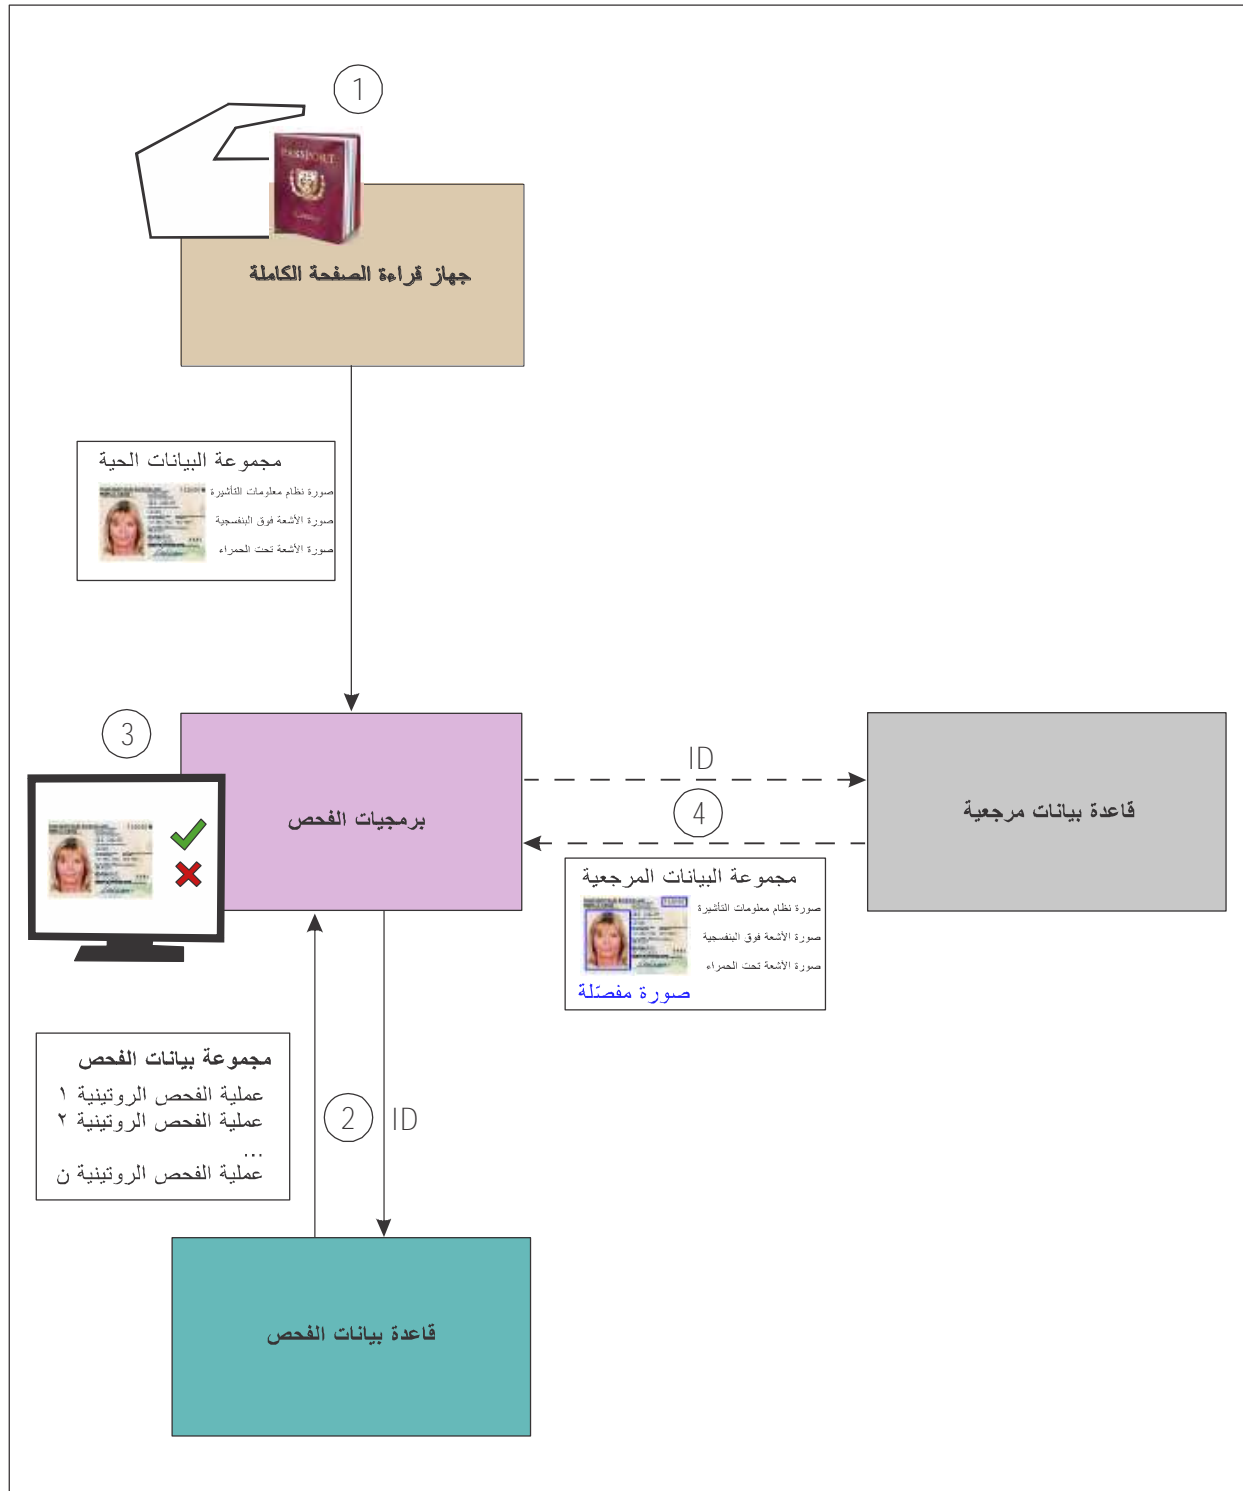 1
PASSPORT
جهاز قراءة الصفحة الكاملة
مجموعة البيانات الحية
صورة نظام معلومات التأشيرة
صورة الأشعة فوق البنفسجية
صورة الأشعة تحت الحمراء
3
برمجيات الفحص
ID
4
قاعدة بيانات مرجعية
مجموعة البيانات المرجعية
صورة نظام معلومات التأشيرة
صورة الأشعة فوق البنفسجية
صورة الأشعة تحت الحمراء
صورة مفصّلة
مجموعة بيانات الفحص
عملية الفحص الروتينية ١
عملية الفحص الروتينية ٢
...
عملية الفحص الروتينية ن
2
ID
قاعدة بيانات الفحص